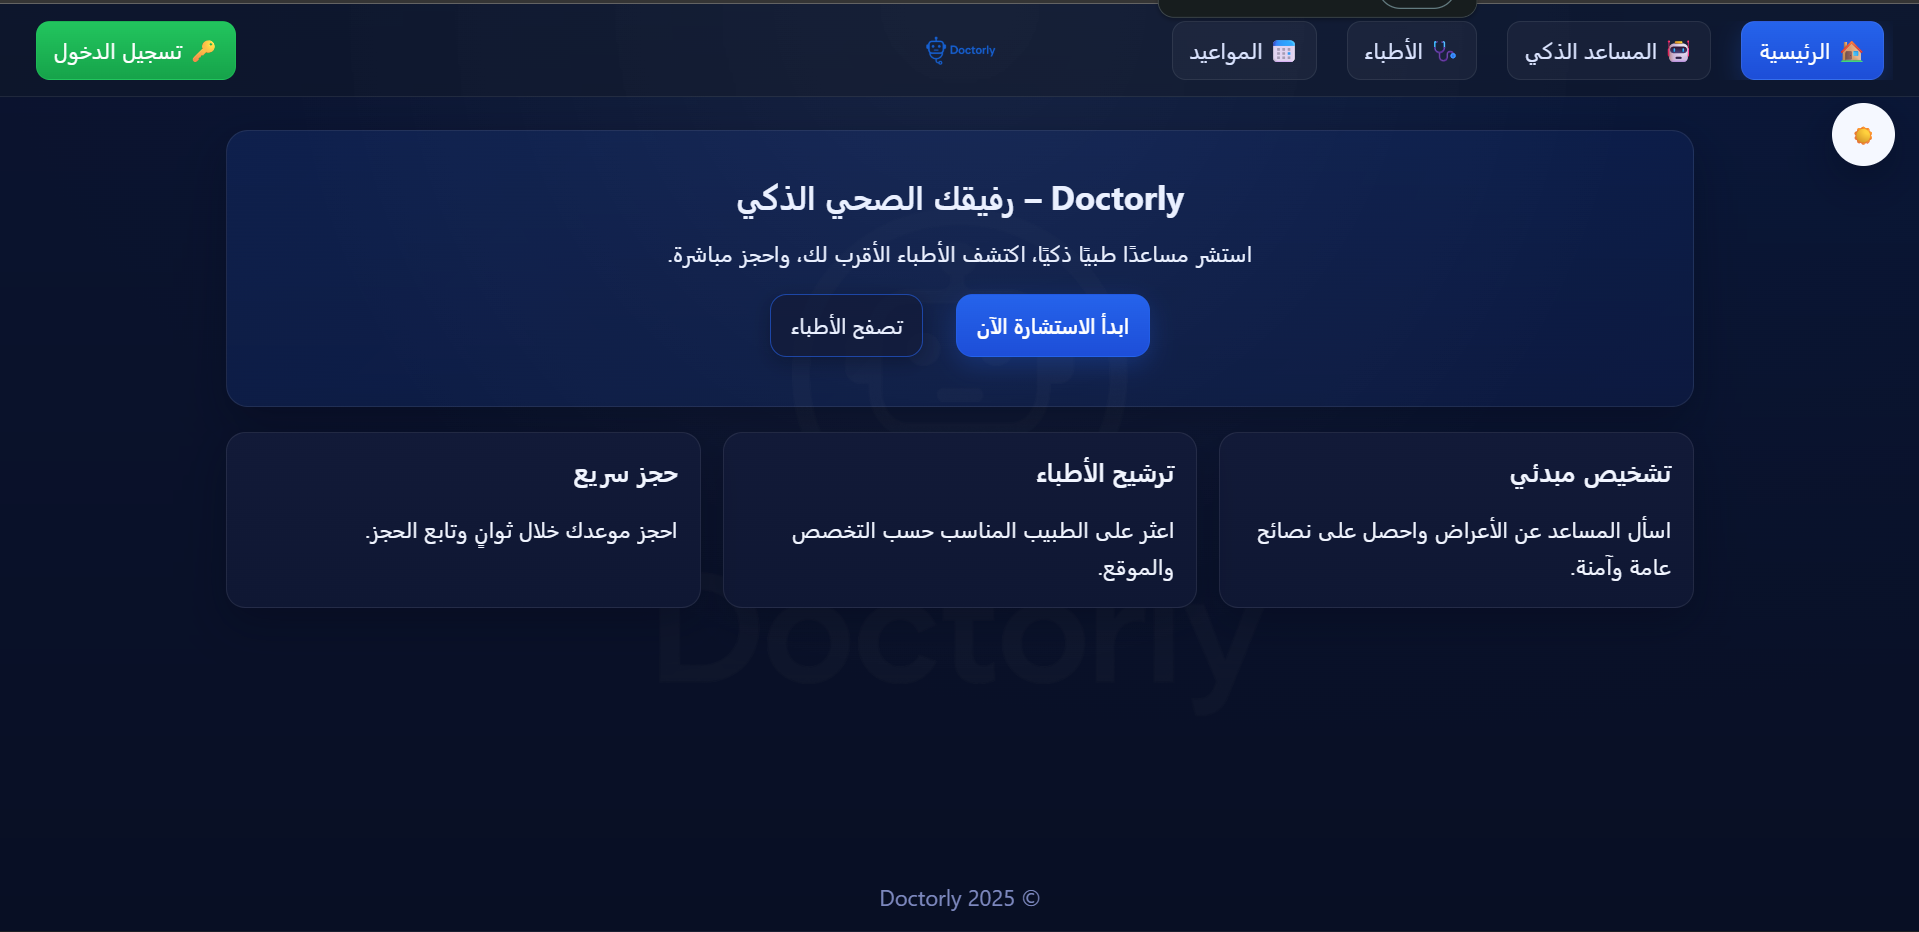 الرئيسية
المساعد الذكي
الأطباء
المواعيد
Doctorly
تسجيل الدخول
Doctorly – رفيقك الصحي الذكي
استشر مساعدًا طبيًا ذكيًا، اكتشف الأطباء الأقرب لك، واحجز مباشرة.
ابدأ الاستشارة الآن
تصفح الأطباء
تشخيص مبدئي
اسأل المساعد عن الأعراض واحصل على نصائح
عامة وآمنة.
ترشيح الأطباء
اعثر على الطبيب المناسب حسب التخصص
والموقع.
حجز سريع
احجز موعدك خلال ثوانٍ وتابع الحجز.
Doctorly
© 2025 Doctorly